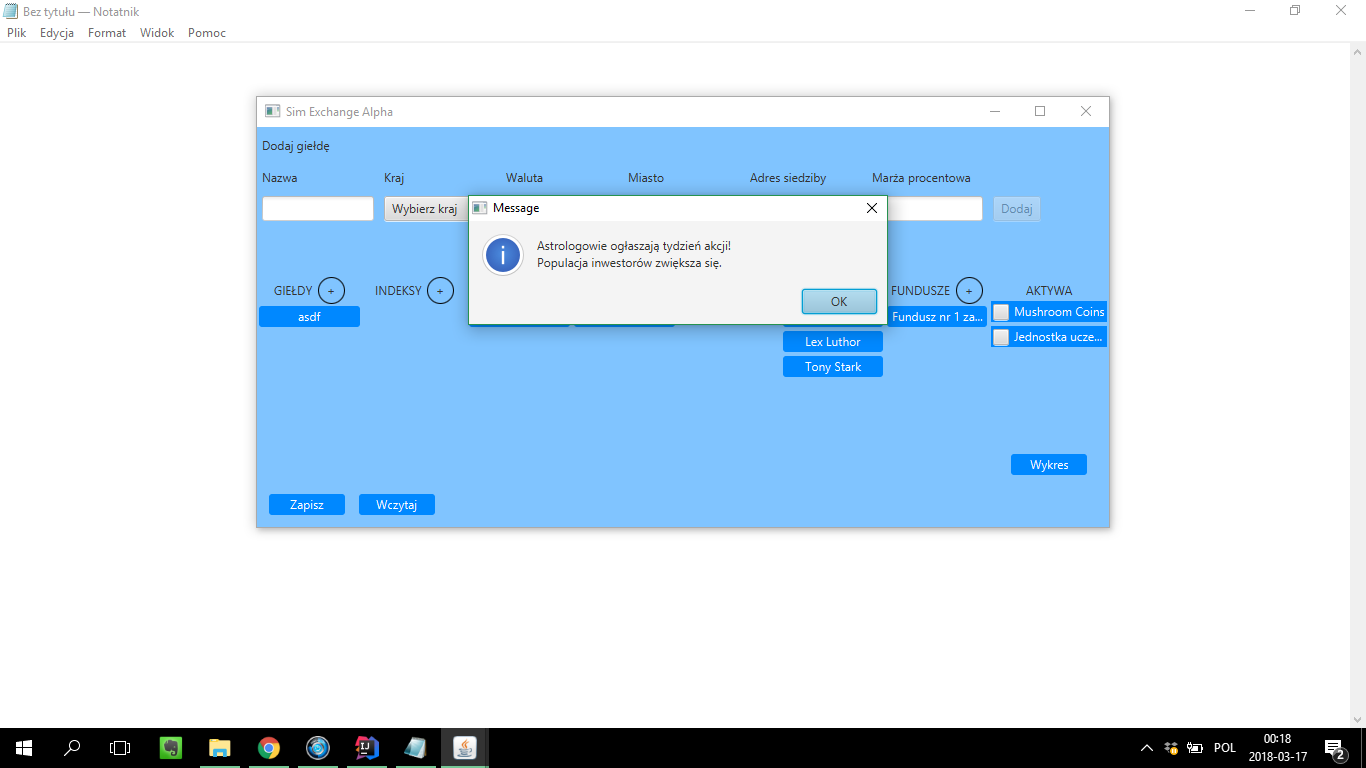 Bez tytułu — Notatnik
Plik Edycja Format Widok Pomoc
Sim Exchange Alpha
Dodaj giełdę
Nazwa Kraj Waluta Miasto Adres siedziby Marża procentowa
Wybierz kraj Dodaj
Message
Astrologowie ogłaszają tydzień akcji!
Populacja inwestorów zwiększa się.
OK
GIEŁDY + INDEKSY + FUNDUSZE + AKTYWA
asdf Fundusz nr 1 za... Mushroom Coins
Lex Luthor Jednostka ucze...
Tony Stark
Wykres
Zapisz Wczytaj
POL 00:18
2018-03-17 2